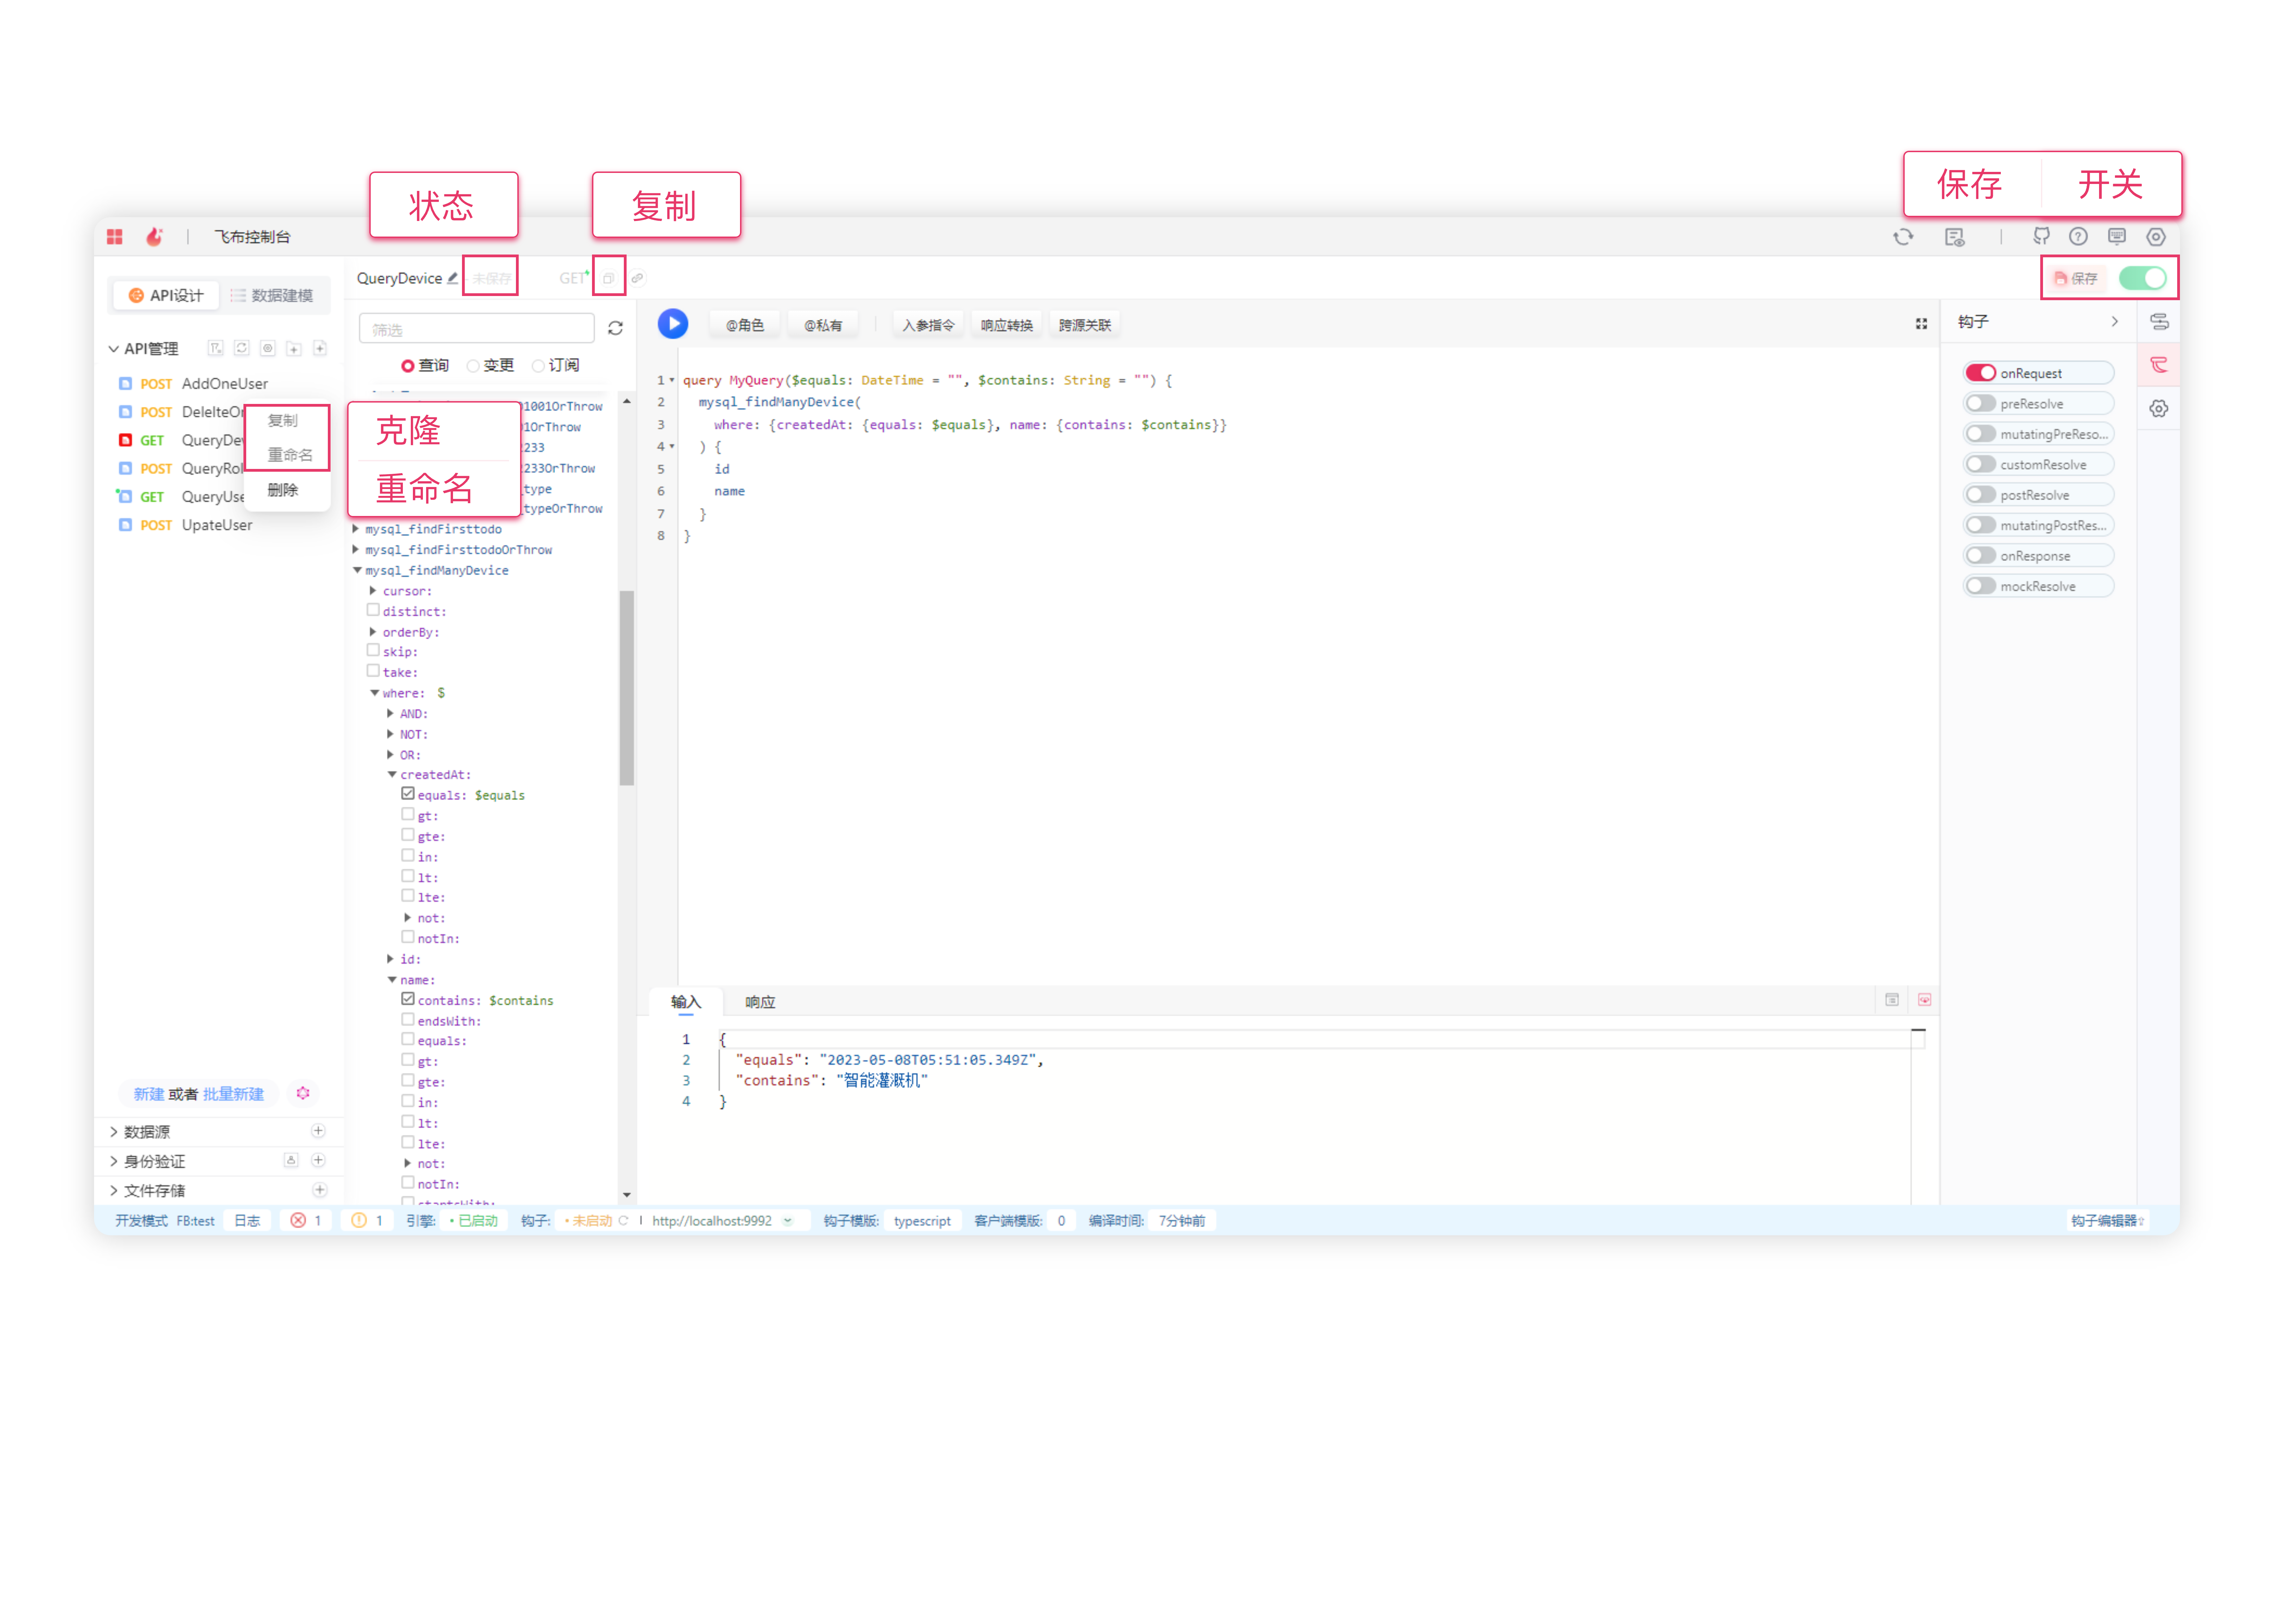 状态
复制
保存
开关
飞布控制台
API设计
数据建模
QueryDevice
未保存
GET
保存
API管理
POST AddOneUser
POST DeleIteOr
GET QueryDev
POST QueryRol
GET QueryUse
POST UpateUser
复制
重命名
删除
克隆
重命名
新建 或者 批量新建
数据源
身份验证
文件存储
筛选
查询
变更
订阅
1001OrThrow
1OrThrow
233
233OrThrow
type
typeOrThrow
mysql_findFirsttodo
mysql_findFirsttodoOrThrow
mysql_findManyDevice
cursor:
distinct:
orderBy:
skip:
take:
where: $
AND:
NOT:
OR:
createdAt:
equals: $equals
gt:
gte:
in:
lt:
lte:
not:
notIn:
id:
name:
contains: $contains
endsWith:
equals:
gt:
gte:
in:
lt:
lte:
not:
notIn:
startsWith:
@角色
@私有
入参指令
响应转换
跨源关联
1 query MyQuery($equals: DateTime = "", $contains: String = "") {
2 mysql_findManyDevice(
3 where: {createdAt: {equals: $equals}, name: {contains: $contains}}
4 ) {
5 id
6 name
7 }
8 }
输入
响应
1 {
2 "equals": "2023-05-08T05:51:05.349Z",
3 "contains": "智能灌溉机"
4 }
钩子
onRequest
preResolve
mutatingPreReso...
customResolve
postResolve
mutatingPostRes...
onResponse
mockResolve
开发模式 FB:test 日志 1 1 引擎: • 已启动 钩子: • 未启动 | http://localhost:9992 钩子模版: typescript 客户端模版: 0 编译时间: 7分钟前 钩子编辑器⇧